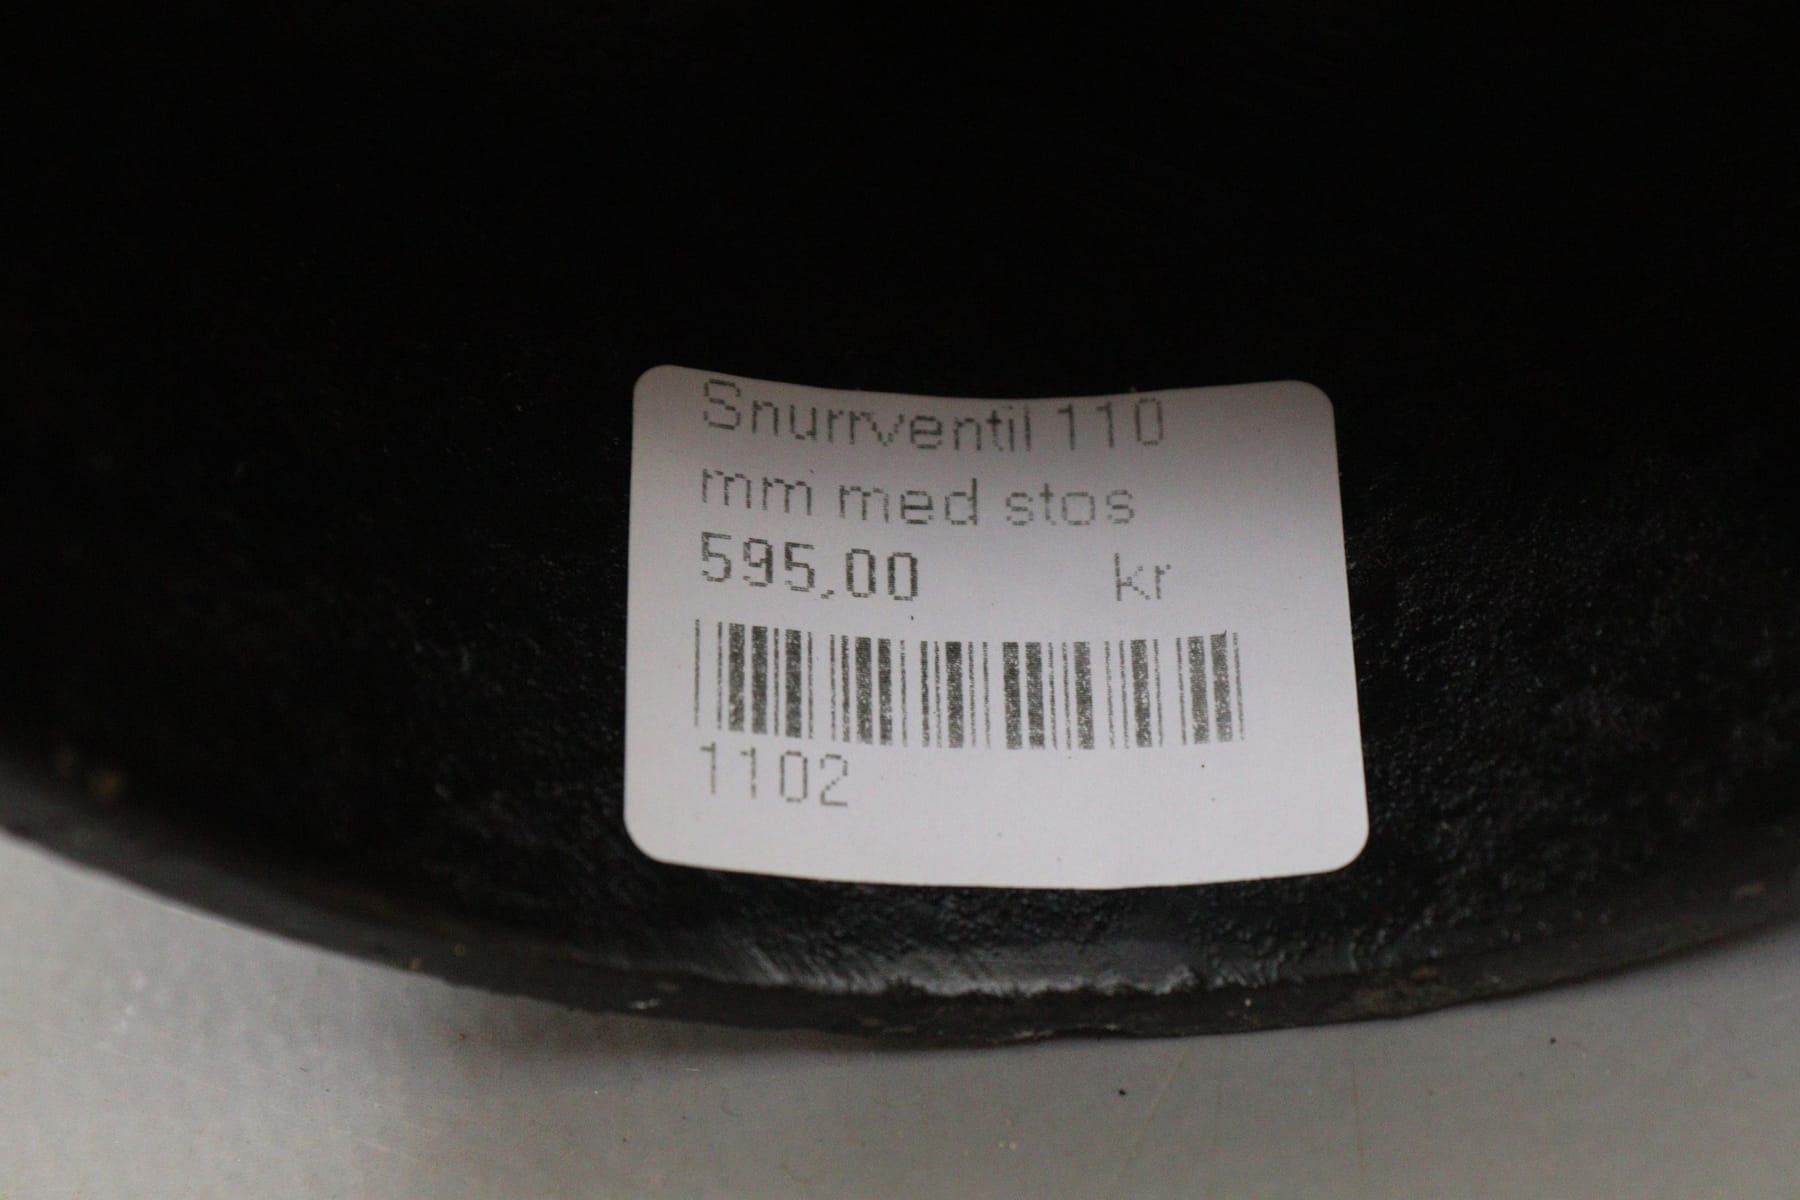 Snurrventil 110
mm med stos
595,00 kr
1102